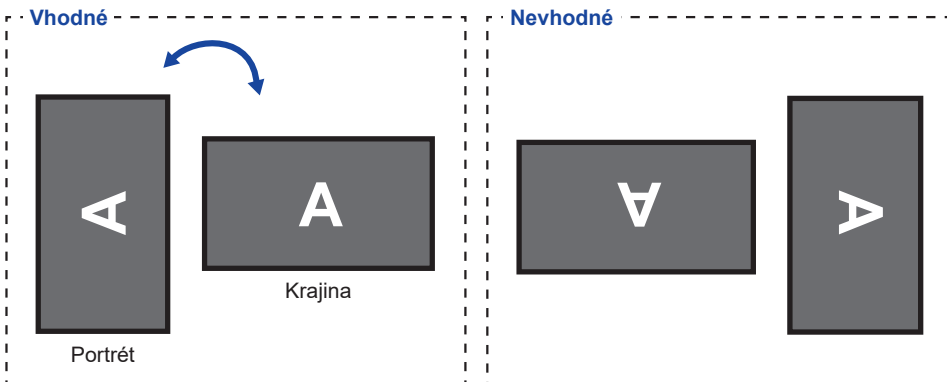 Vhodné
A
A
Krajina
Portrét
Nevhodné
A
A